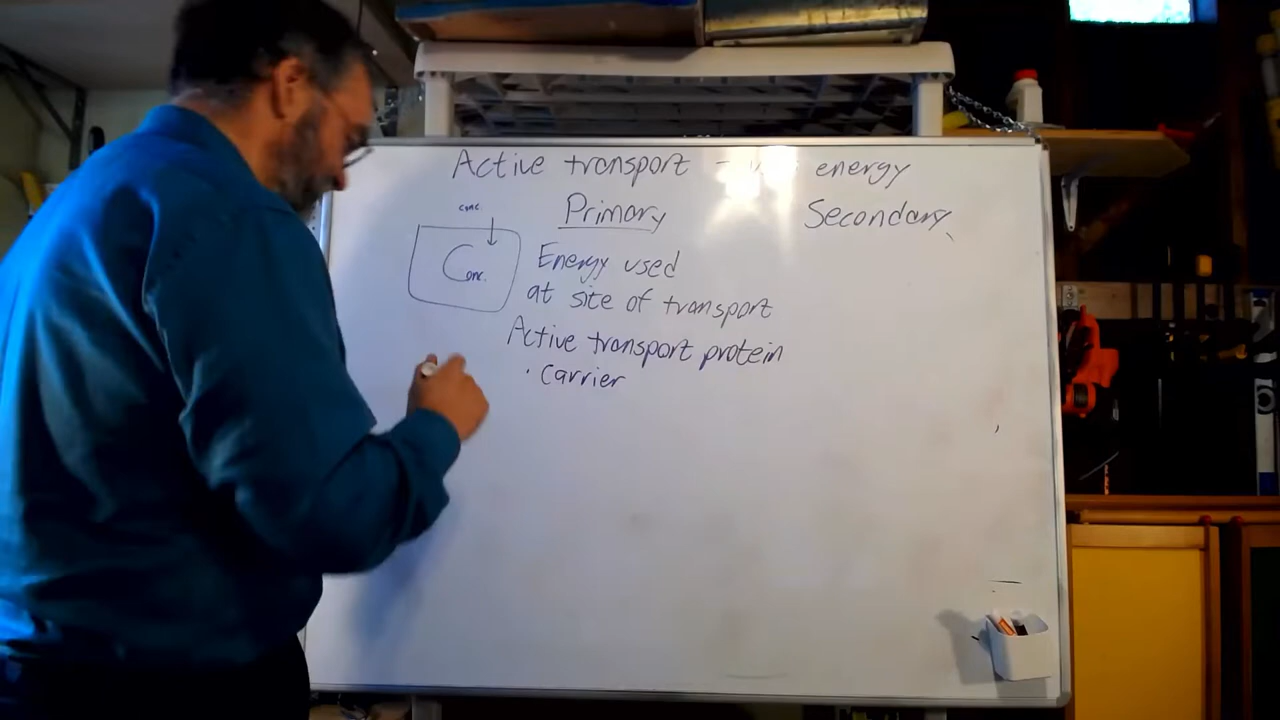 Active transport - energy
conc.
Primary
Secondary
Conc.
Energy used
at site of transport
Active transport protein
· Carrier